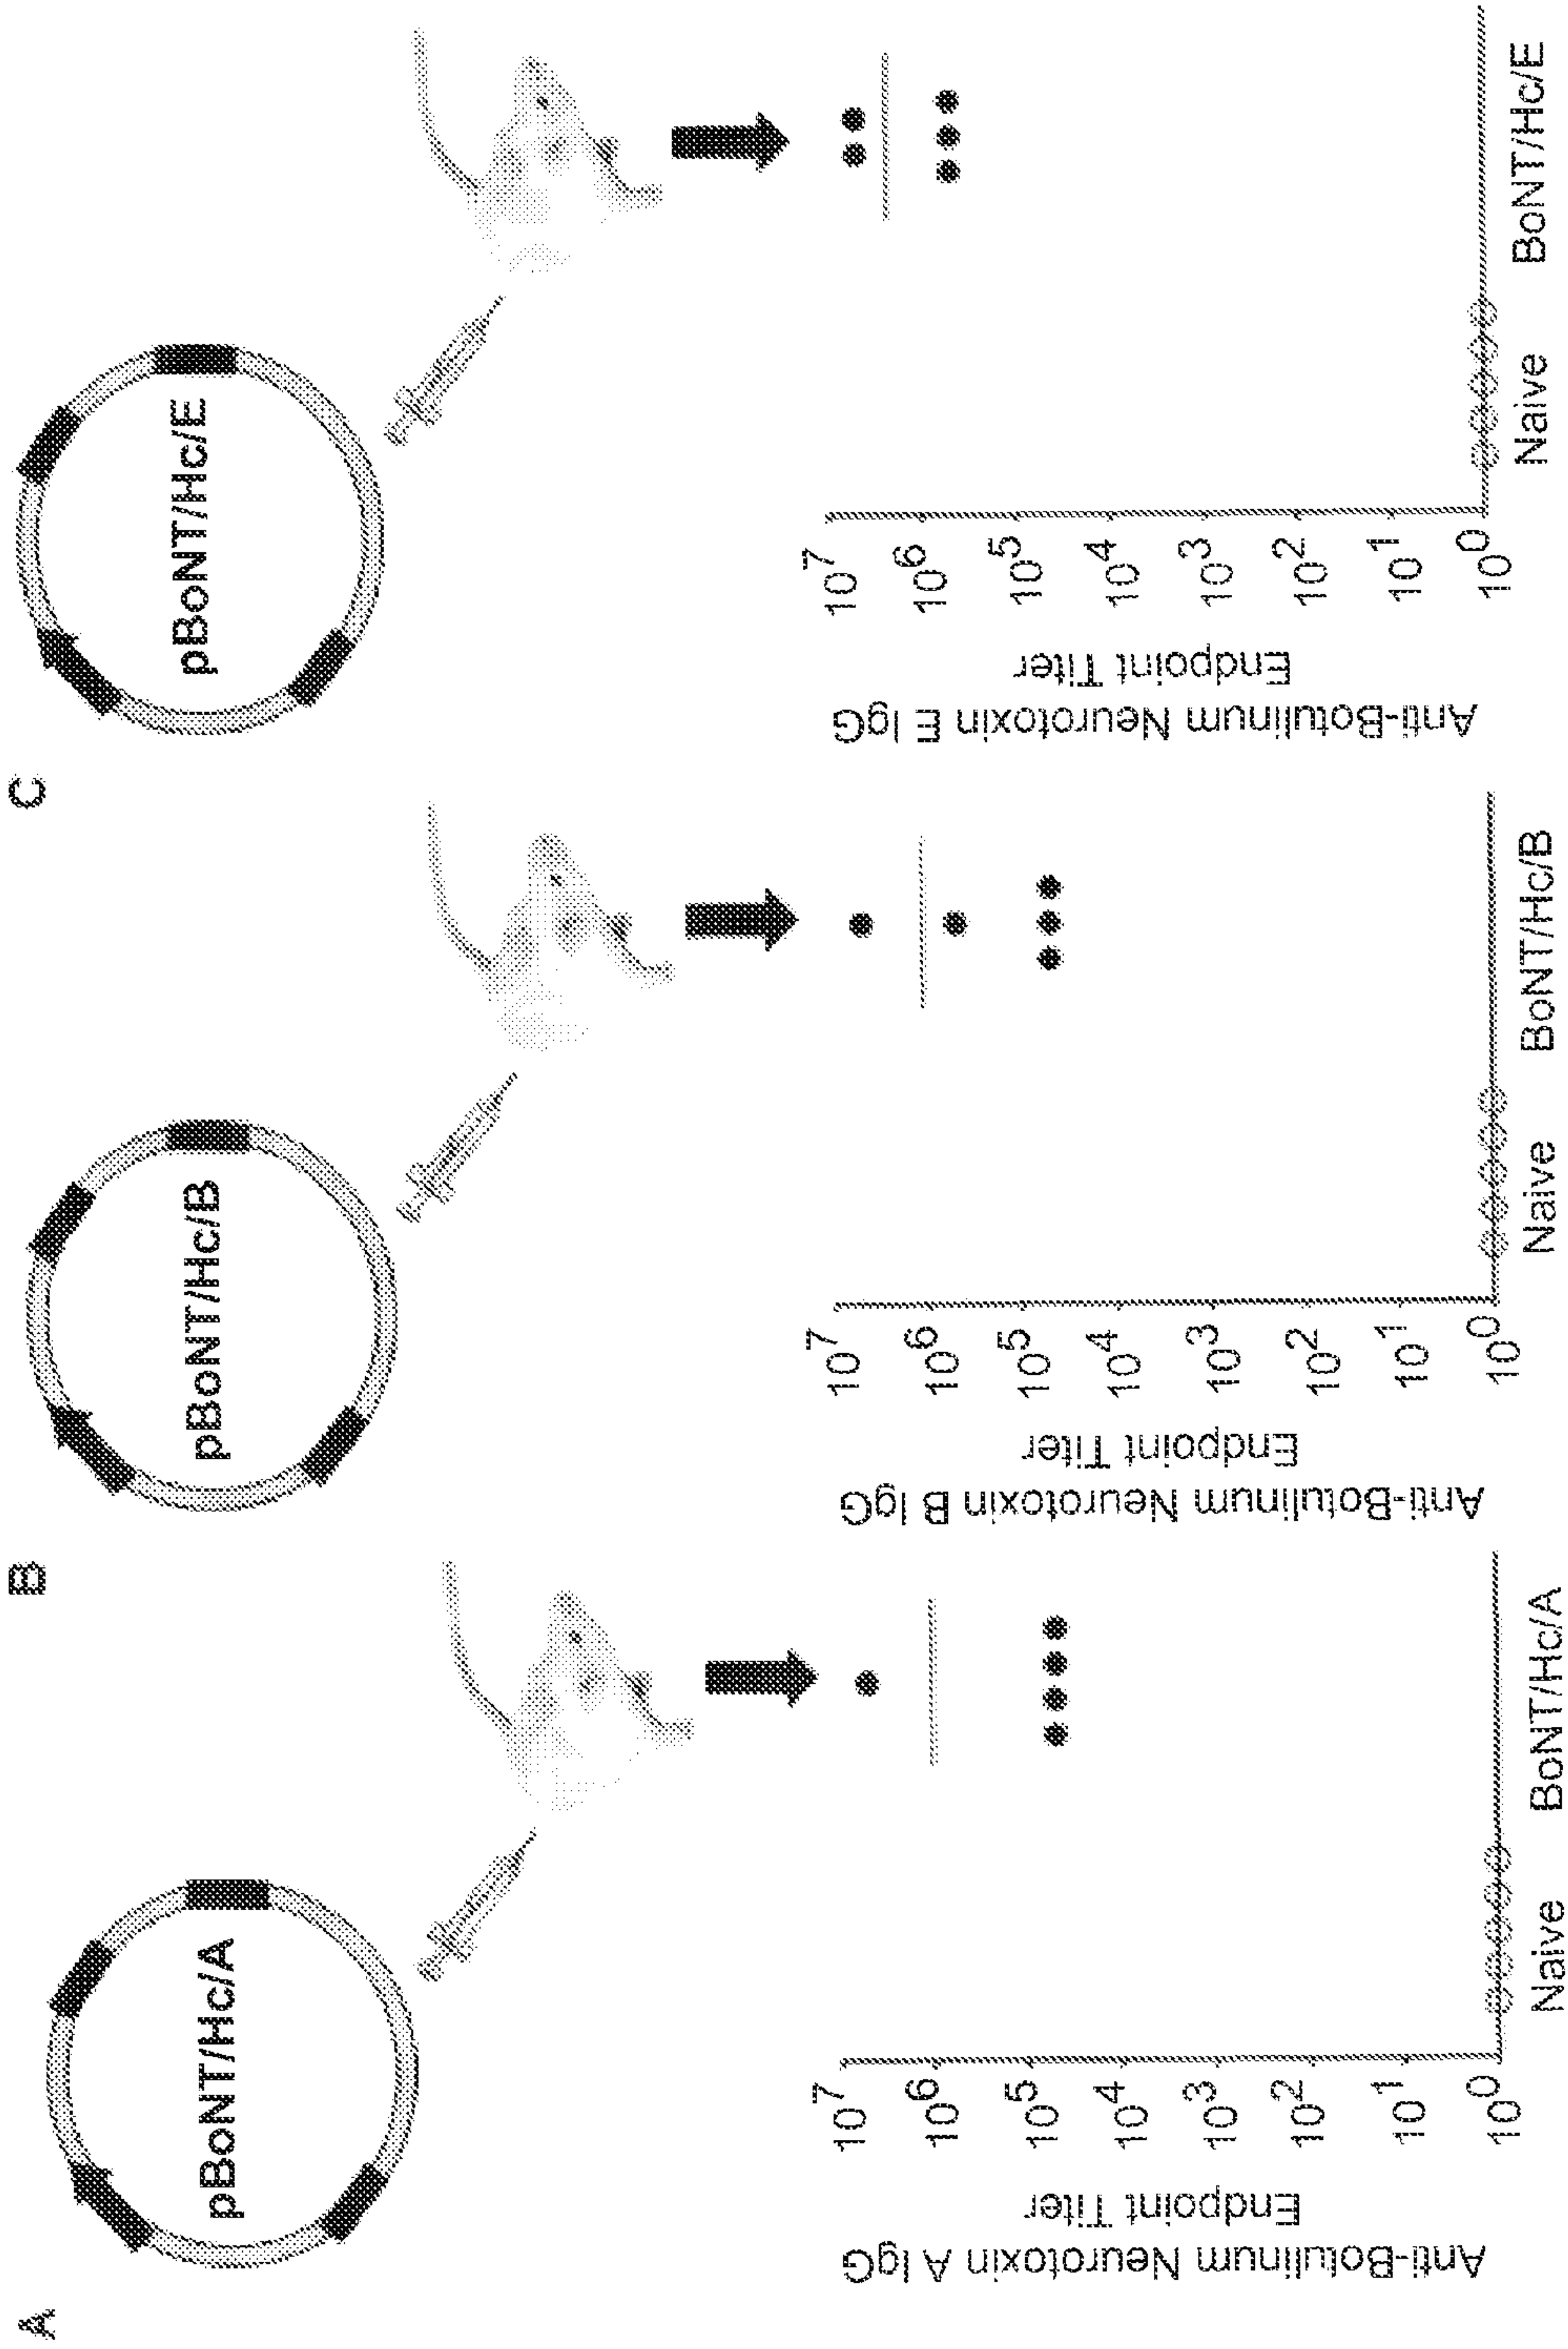 A
pBoNT/Hc/A
Anti-Botulinum Neurotoxin A IgG
Endpoint Titer
10^7
10^6
10^5
10^4
10^3
10^2
10^1
10^0
Naive
BoNT/Hc/A
B
pBoNT/Hc/B
Anti-Botulinum Neurotoxin B IgG
Endpoint Titer
10^7
10^6
10^5
10^4
10^3
10^2
10^1
10^0
Naive
BoNT/Hc/B
C
pBoNT/Hc/E
Anti-Botulinum Neurotoxin E IgG
Endpoint Titer
10^7
10^6
10^5
10^4
10^3
10^2
10^1
10^0
Naive
BoNT/Hc/E